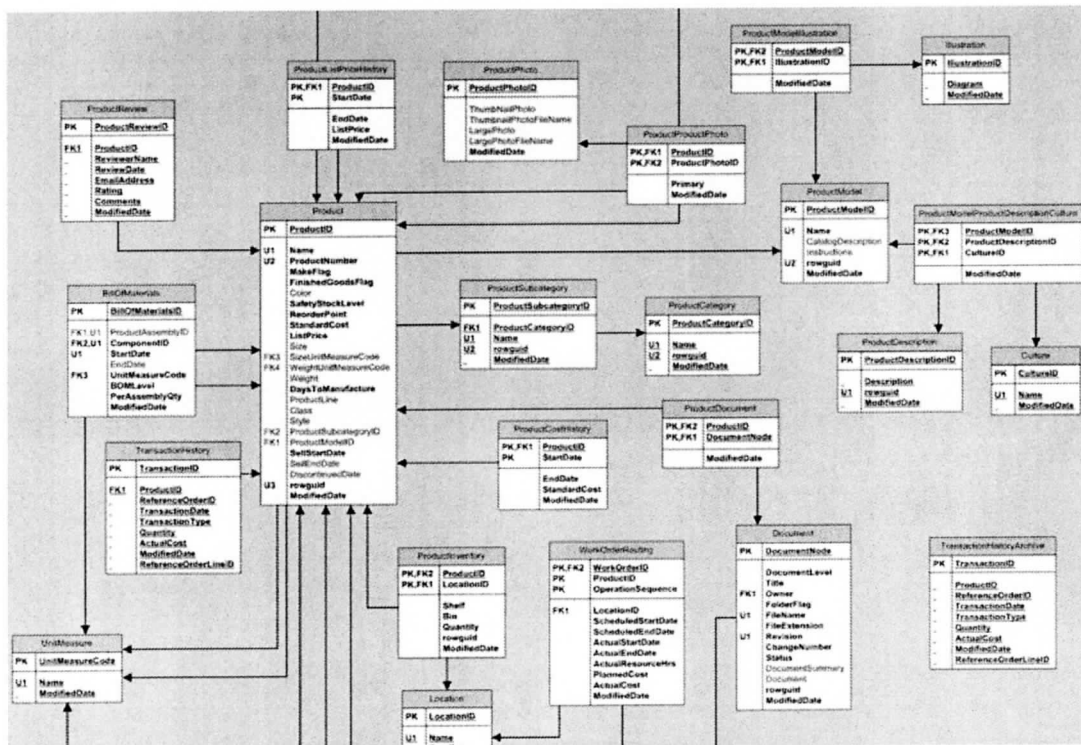 ProductModelIllustration
PK,FK2 ProductModelID
PK,FK1 IllustrationID
ModifiedDate
Illustration
PK IllustrationID
Diagram
ModifiedDate
ProductListPriceHistory
PK,FK1 ProductID
PK StartDate
EndDate
ListPrice
ModifiedDate
ProductPhoto
PK ProductPhotoID
ThumbNailPhoto
ThumbnailPhotoFileName
LargePhoto
LargePhotoFileName
ModifiedDate
ProductReview
PK ProductReviewID
FK1 ProductID
ReviewerName
ReviewDate
EmailAddress
Rating
Comments
ModifiedDate
ProductProductPhoto
PK,FK1 ProductID
PK,FK2 ProductPhotoID
Primary
ModifiedDate
ProductModel
PK ProductModelID
U1 Name
CatalogDescription
Instructions
U2 rowguid
ModifiedDate
ProductModelProductDescriptionCulture
PK,FK3 ProductModelID
PK,FK2 ProductDescriptionID
PK,FK1 CultureID
ModifiedDate
Product
PK ProductID
U1 Name
U2 ProductNumber
MakeFlag
FinishedGoodsFlag
Color
SafetyStockLevel
ReorderPoint
StandardCost
ListPrice
Size
FK3 SizeUnitMeasureCode
FK4 WeightUnitMeasureCode
Weight
DaysToManufacture
ProductLine
Class
Style
FK2 ProductSubcategoryID
FK1 ProductModelID
SellStartDate
SellEndDate
DiscontinuedDate
U3 rowguid
ModifiedDate
BillOfMaterials
PK BillOfMaterialsID
FK1,U1 ProductAssemblyID
FK2,U1 ComponentID
U1 StartDate
EndDate
FK3 UnitMeasureCode
BOMLevel
PerAssemblyQty
ModifiedDate
ProductSubcategory
PK ProductSubcategoryID
FK1 ProductCategoryID
U1 Name
U2 rowguid
ModifiedDate
ProductCategory
PK ProductCategoryID
U1 Name
U2 rowguid
ModifiedDate
ProductDescription
PK ProductDescriptionID
Description
U1 rowguid
ModifiedDate
Culture
PK CultureID
U1 Name
ModifiedDate
ProductDocument
PK,FK2 ProductID
PK,FK1 DocumentNode
ModifiedDate
ProductCostHistory
PK,FK1 ProductID
PK StartDate
EndDate
StandardCost
ModifiedDate
TransactionHistory
PK TransactionID
FK1 ProductID
ReferenceOrderID
TransactionDate
TransactionType
Quantity
ActualCost
ModifiedDate
ReferenceOrderLineID
ProductInventory
PK,FK2 ProductID
PK,FK1 LocationID
Shelf
Bin
Quantity
rowguid
ModifiedDate
WorkOrderRouting
PK,FK2 WorkOrderID
PK ProductID
PK OperationSequence
FK1 LocationID
ScheduledStartDate
ScheduledEndDate
ActualStartDate
ActualEndDate
ActualResourceHrs
PlannedCost
ActualCost
ModifiedDate
Document
PK DocumentNode
DocumentLevel
Title
FK1 Owner
FolderFlag
U1 FileName
FileExtension
U1 Revision
ChangeNumber
Status
DocumentSummary
Document
rowguid
ModifiedDate
TransactionHistoryArchive
PK TransactionID
ProductID
ReferenceOrderID
TransactionDate
TransactionType
Quantity
ActualCost
ModifiedDate
ReferenceOrderLineID
UnitMeasure
PK UnitMeasureCode
U1 Name
ModifiedDate
Location
PK LocationID
U1 Name